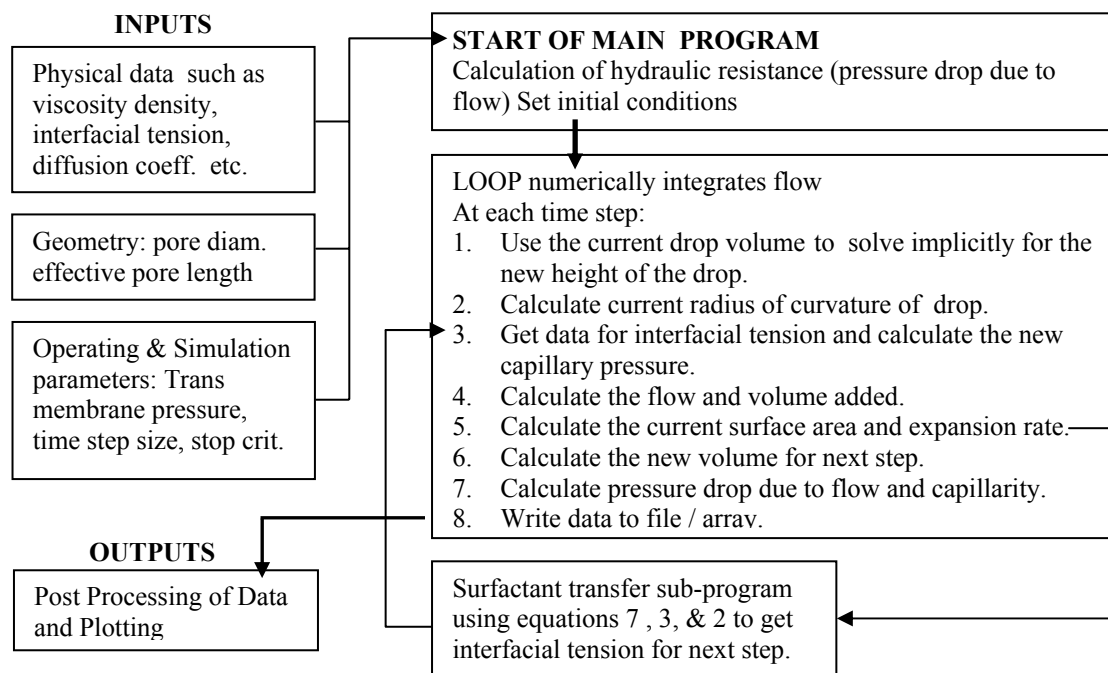 INPUTS
Physical data such as
viscosity density,
interfacial tension,
diffusion coeff. etc.
Geometry: pore diam.
effective pore length
Operating & Simulation
parameters: Trans
membrane pressure,
time step size, stop crit.
OUTPUTS
Post Processing of Data
and Plotting
START OF MAIN PROGRAM
Calculation of hydraulic resistance (pressure drop due to
flow) Set initial conditions
LOOP numerically integrates flow
At each time step:
1. Use the current drop volume to solve implicitly for the
new height of the drop.
2. Calculate current radius of curvature of drop.
3. Get data for interfacial tension and calculate the new
capillary pressure.
4. Calculate the flow and volume added.
5. Calculate the current surface area and expansion rate.
6. Calculate the new volume for next step.
7. Calculate pressure drop due to flow and capillarity.
8. Write data to file / array.
Surfactant transfer sub-program
using equations 7 , 3, & 2 to get
interfacial tension for next step.